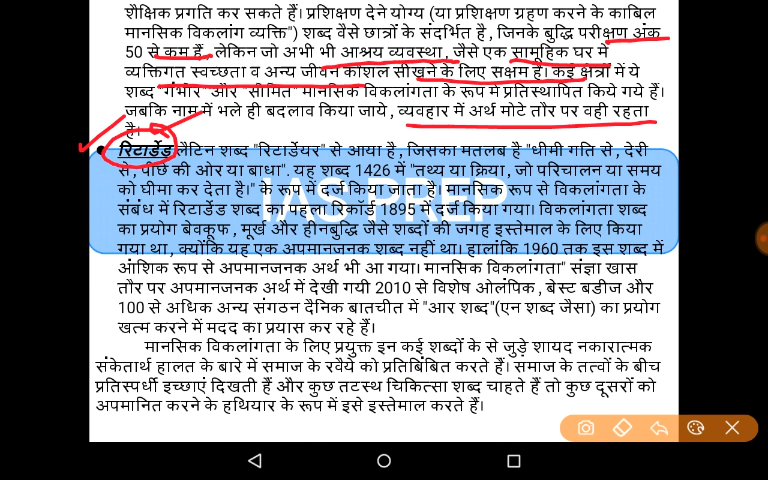 शैक्षिक प्रगति कर सकते हैं। प्रशिक्षण देने योग्य (या प्रशिक्षण ग्रहण करने के काबिल
मानसिक विकलांग व्यक्ति") शब्द वैसे छात्रों के संदर्भित है , जिनके बुद्धि परीक्षण अंक
50 से कम हैं , लेकिन जो अभी भी आश्रय व्यवस्था , जैसे एक सामूहिक घर में
व्यक्तिगत स्वच्छता व अन्य जीवन कौशल सीखने के लिए सक्षम है। कई क्षेत्रों में ये
शब्द "गंभीर" और "सीमित" मानसिक विकलांगता के रूप में प्रतिस्थापित किये गये हैं।
जबकि नाम में भले ही बदलाव किया जाये , व्यवहार में अर्थ मोटे तौर पर वही रहता
है।
• रिटार्डेड लैटिन शब्द "रिटार्डेयर" से आया है , जिसका मतलब है "धीमी गति से , देरी
से , पीछे की ओर या बाधा". यह शब्द 1426 में "तथ्य या क्रिया , जो परिचालन या समय
को घीमा कर देता है।" के रूप में दर्ज किया जाता है। मानसिक रूप से विकलांगता के
संबंध में रिटार्डेड शब्द का पहला रिकॉर्ड 1895 में दर्ज किया गया। विकलांगता शब्द
का प्रयोग बेवकूफ , मूर्ख और हीनबुद्धि जैसे शब्दों की जगह इस्तेमाल के लिए किया
गया था , क्योंकि यह एक अपमानजनक शब्द नहीं था। हालांकि 1960 तक इस शब्द में
आंशिक रूप से अपमानजनक अर्थ भी आ गया। मानसिक विकलांगता" संज्ञा खास
तौर पर अपमानजनक अर्थ में देखी गयी 2010 से विशेष ओलंपिक , बेस्ट बडीज और
100 से अधिक अन्य संगठन दैनिक बातचीत में "आर शब्द"(एन शब्द जैसा) का प्रयोग
खत्म करने में मदद का प्रयास कर रहे हैं।
मानसिक विकलांगता के लिए प्रयुक्त इन कई शब्दों के से जुड़े शायद नकारात्मक
संकेतार्थ हालत के बारे में समाज के रवैये को प्रतिबिंबित करते हैं। समाज के तत्वों के बीच
प्रतिस्पर्धी इच्छाएं दिखती हैं और कुछ तटस्थ चिकित्सा शब्द चाहते हैं तो कुछ दूसरों को
अपमानित करने के हथियार के रूप में इसे इस्तेमाल करते हैं।
IAS PREP